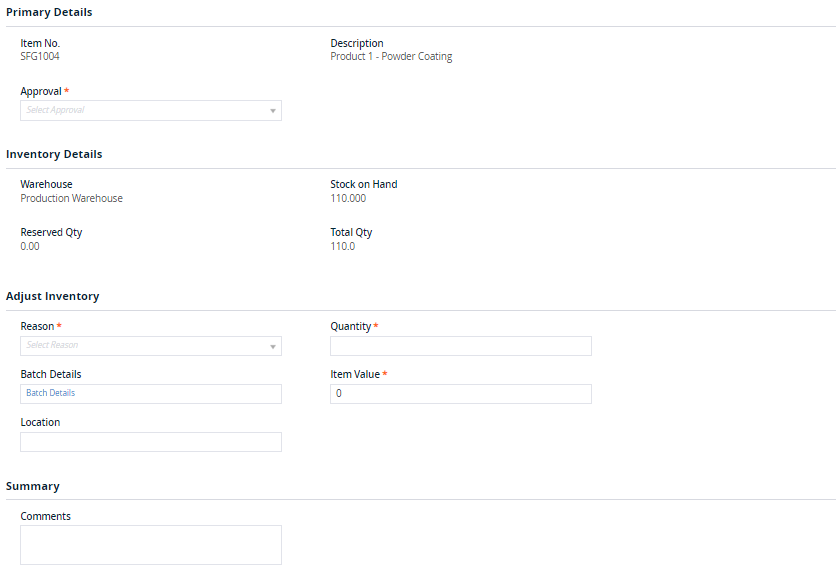 Primary Details
Item No. Description
SFG1004 Product 1 - Powder Coating
Approval *
Select Approval
Inventory Details
Warehouse Stock on Hand
Production Warehouse 110.000
Reserved Qty Total Qty
0.00 110.0
Adjust Inventory
Reason * Quantity *
Select Reason
Batch Details Item Value *
Batch Details 0
Location
Summary
Comments